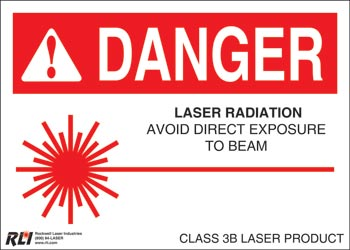 DANGER
LASER RADIATION
AVOID DIRECT EXPOSURE
TO BEAM
RLI
Rockwell Laser Industries
(800) 94-LASER
www.rli.com
CLASS 3B LASER PRODUCT